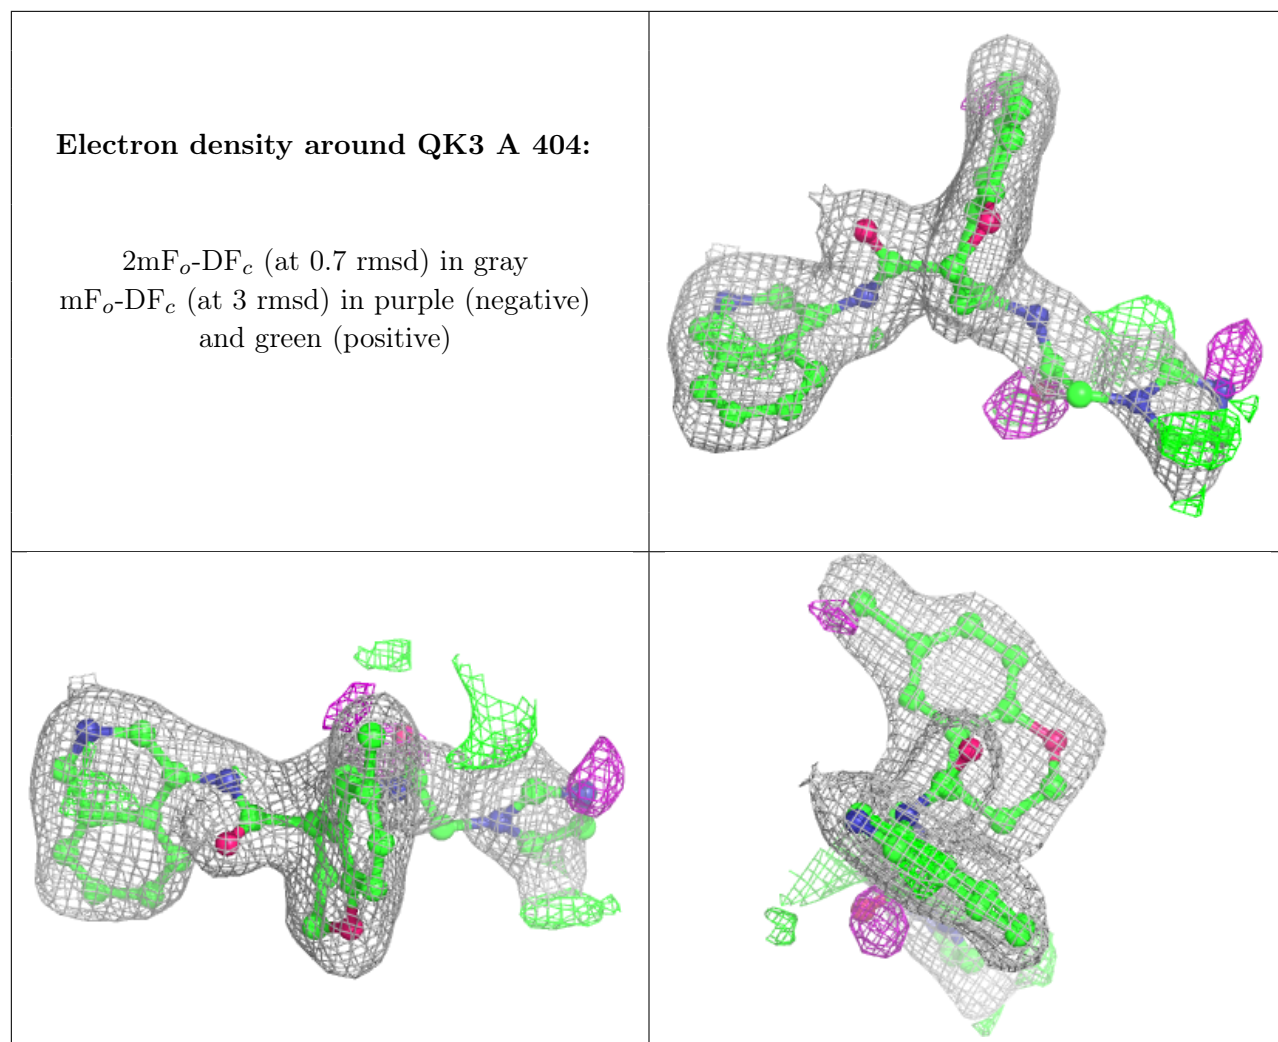 Electron density around QK3 A 404:
2mFₒ-DF𝒸 (at 0.7 rmsd) in gray
mFₒ-DF𝒸 (at 3 rmsd) in purple (negative)
and green (positive)